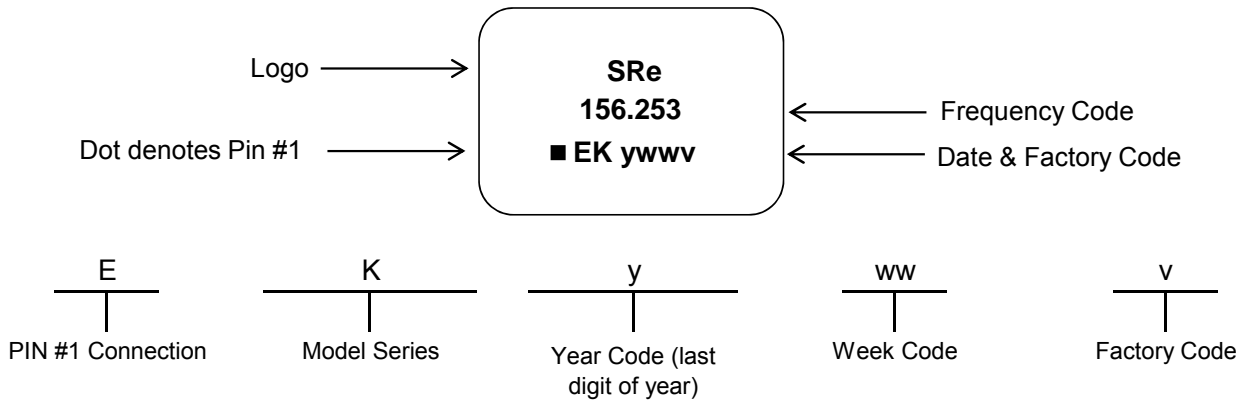 Logo
SRe
156.253
Frequency Code
Dot denotes Pin #1
■ EK ywwv
Date & Factory Code
E
K
y
ww
v
PIN #1 Connection
Model Series
Year Code (last
digit of year)
Week Code
Factory Code